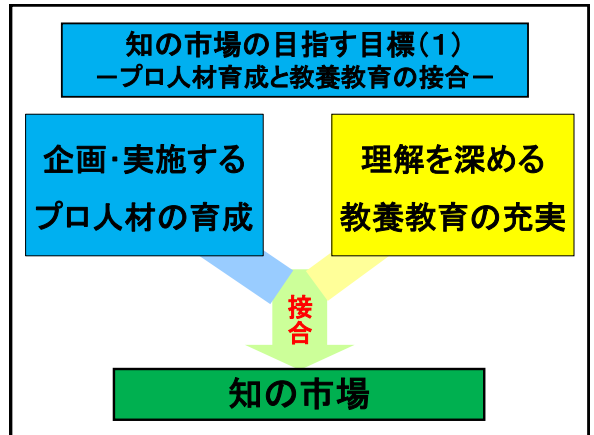 知の市場の目指す目標（１）
－プロ人材育成と教養教育の接合－
企画・実施する
プロ人材の育成
理解を深める
教養教育の充実
接合
知の市場